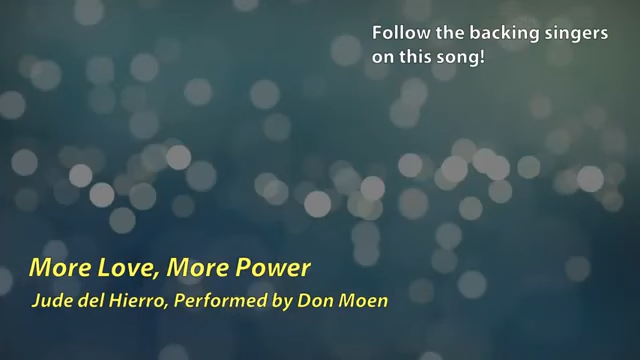 Follow the backing singers
on this song!
More Love, More Power
Jude del Hierro, Performed by Don Moen